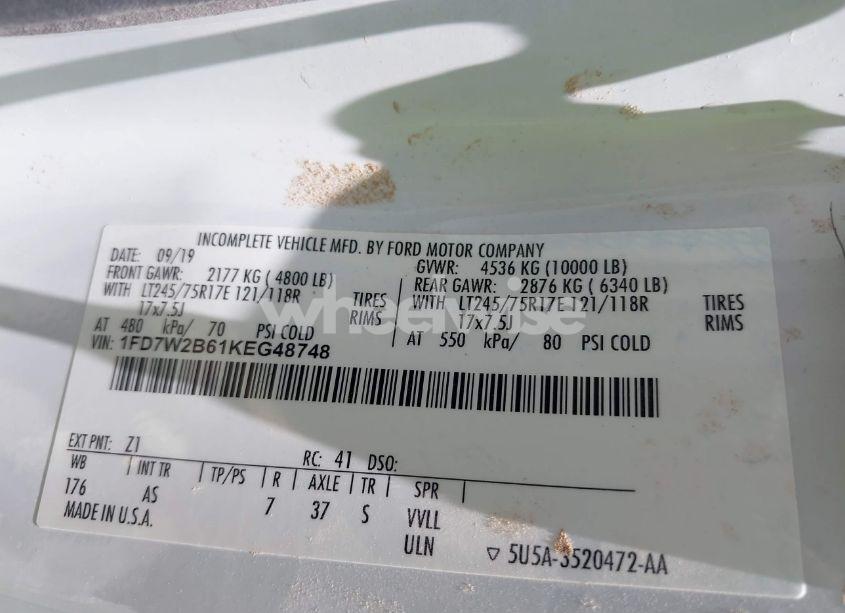 INCOMPLETE VEHICLE MFD. BY FORD MOTOR COMPANY
DATE: 09/19 GVWR: 4536 KG (10000 LB)
FRONT GAWR: 2177 KG ( 4800 LB) REAR GAWR: 2876 KG ( 6340 LB)
WITH LT245/75R17E 121/118R TIRES WITH LT245/75R17E 121/118R TIRES
17x7.5J RIMS 17x7.5J RIMS
AT 480 kPa/ 70 PSI COLD AT 550 kPa/ 80 PSI COLD
VIN: 1FD7W2B61KEG48748
wheelwise
EXT PNT: Z1 RC: 41 DSO:
WB INT TR TP/PS R AXLE TR SPR
176 AS 7 37 S VVLL
MADE IN U.S.A. ULN ▽ 5U5A-3520472-AA